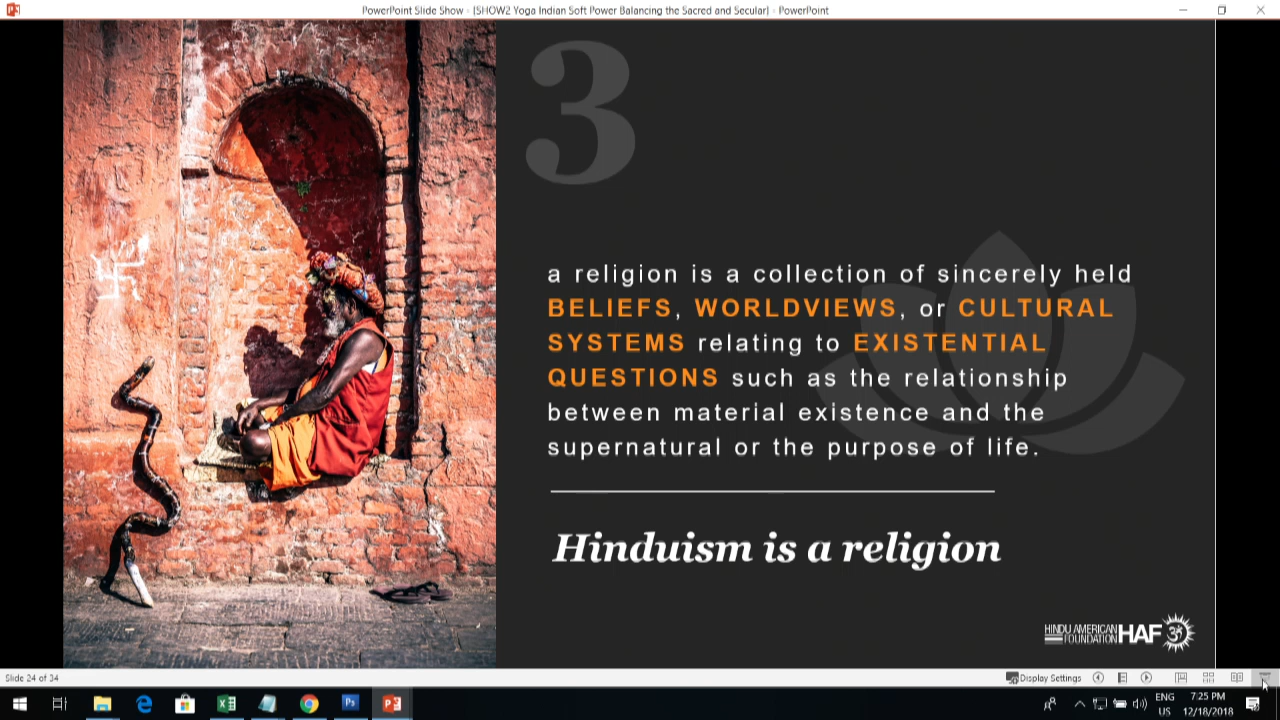 PowerPoint Slide Show - [SHOW2 Yoga Indian Soft Power Balancing the Sacred and Secular] - PowerPoint
3
a religion is a collection of sincerely held
BELIEFS, WORLDVIEWS, or CULTURAL
SYSTEMS relating to EXISTENTIAL
QUESTIONS such as the relationship
between material existence and the
supernatural or the purpose of life.
Hinduism is a religion
HINDU AMERICAN
FOUNDATION HAF ॐ
Slide 24 of 34
Display Settings
ENG
US
7:25 PM
12/18/2018
Ps